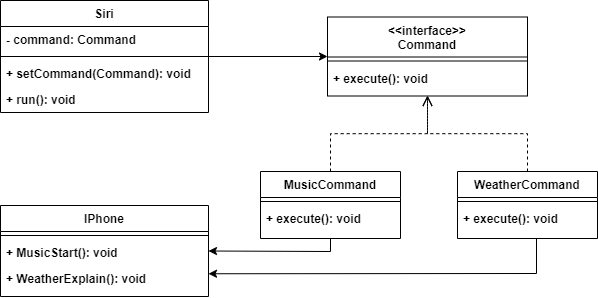 Siri
- command: Command
+ setCommand(Command): void
+ run(): void
<<interface>>
Command
+ execute(): void
MusicCommand
+ execute(): void
WeatherCommand
+ execute(): void
IPhone
+ MusicStart(): void
+ WeatherExplain(): void